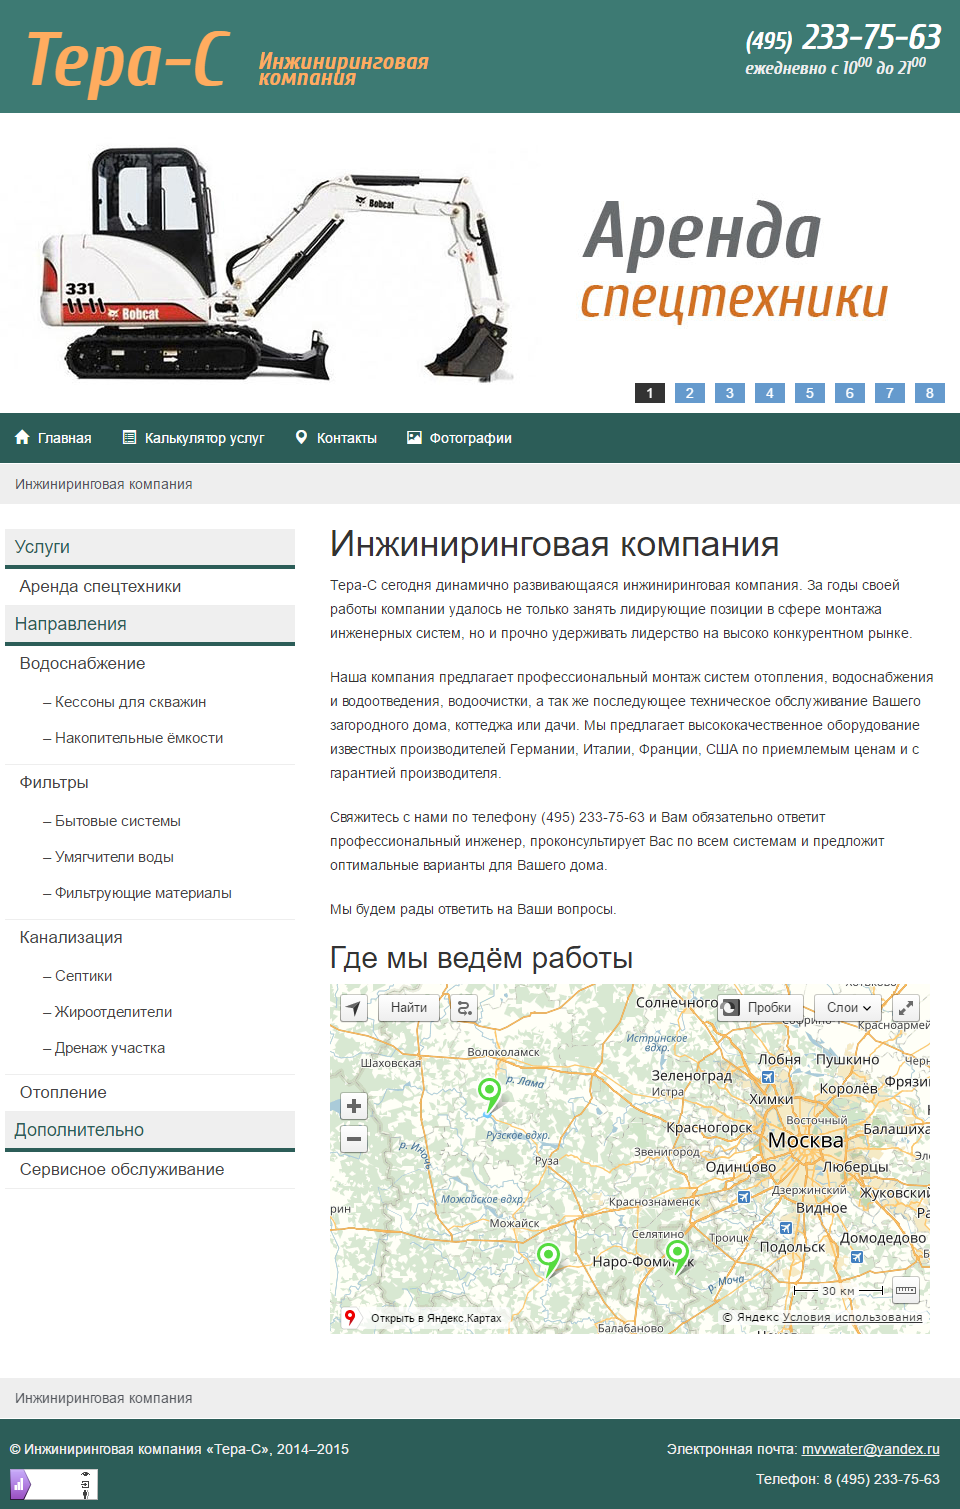 Тера-С
Инжиниринговая
компания
(495) 233-75-63
ежедневно с 10⁰⁰ до 21⁰⁰
Bobcat
331
Bobcat
Аренда
спецтехники
1 2 3 4 5 6 7 8
Главная Калькулятор услуг Контакты Фотографии
Инжиниринговая компания
Услуги
Аренда спецтехники
Направления
Водоснабжение
– Кессоны для скважин
– Накопительные ёмкости
Фильтры
– Бытовые системы
– Умягчители воды
– Фильтрующие материалы
Канализация
– Септики
– Жироотделители
– Дренаж участка
Отопление
Дополнительно
Сервисное обслуживание
Инжиниринговая компания
Тера-С сегодня динамично развивающаяся инжиниринговая компания. За годы своей
работы компании удалось не только занять лидирующие позиции в сфере монтажа
инженерных систем, но и прочно удерживать лидерство на высоко конкурентном рынке.
Наша компания предлагает профессиональный монтаж систем отопления, водоснабжения
и водоотведения, водоочистки, а так же последующее техническое обслуживание Вашего
загородного дома, коттеджа или дачи. Мы предлагает высококачественное оборудование
известных производителей Германии, Италии, Франции, США по приемлемым ценам и с
гарантией производителя.
Свяжитесь с нами по телефону (495) 233-75-63 и Вам обязательно ответит
профессиональный инженер, проконсультирует Вас по всем системам и предложит
оптимальные варианты для Вашего дома.
Мы будем рады ответить на Ваши вопросы.
Где мы ведём работы
Найти
Пробки
Слои
Солнечного
Красноармей
Волоколамск
Истринское
вдхр.
Шаховская
Лобня
Пушкино
Черн
Зеленоград
р. Лама
Истра
Королёв
Фрязи
Химки
Красногорск
Восточный
Балашиха
Рузское вдхр.
Москва
р. Иночь
Звенигород
Руза
Одинцово
Люберцы
Можайское вдхр.
Краснознаменск
Дзержинский
Жуковский
рин
Видное
Можайск
Селятино
Троицк
Подольск
Домодедово
Наро-Фоминск
р. Моча
30 км
Открыть в Яндекс.Картах
© Яндекс Условия использования
Балабаново
Инжиниринговая компания
© Инжиниринговая компания «Тера-С», 2014–2015
Электронная почта: mvvwater@yandex.ru
Телефон: 8 (495) 233-75-63